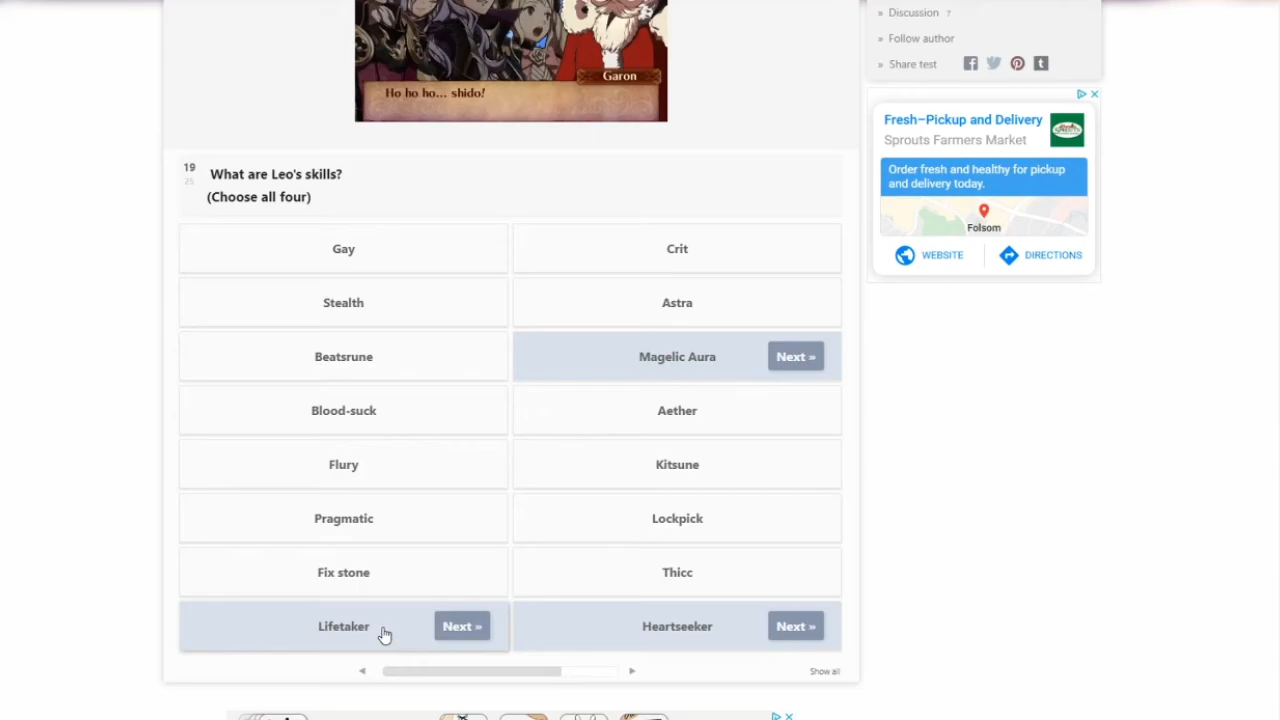 Garon
Ho ho ho... shido!
19
25
What are Leo's skills?
(Choose all four)
Gay
Crit
Stealth
Astra
Beatsrune
Magelic Aura
Next »
Blood-suck
Aether
Flury
Kitsune
Pragmatic
Lockpick
Fix stone
Thicc
Lifetaker
Next »
Heartseeker
Next »
Show all
» Discussion ?
» Follow author
» Share test
Fresh–Pickup and Delivery
Sprouts Farmers Market
SPROUTS
Order fresh and healthy for pickup
and delivery today.
Folsom
WEBSITE
DIRECTIONS